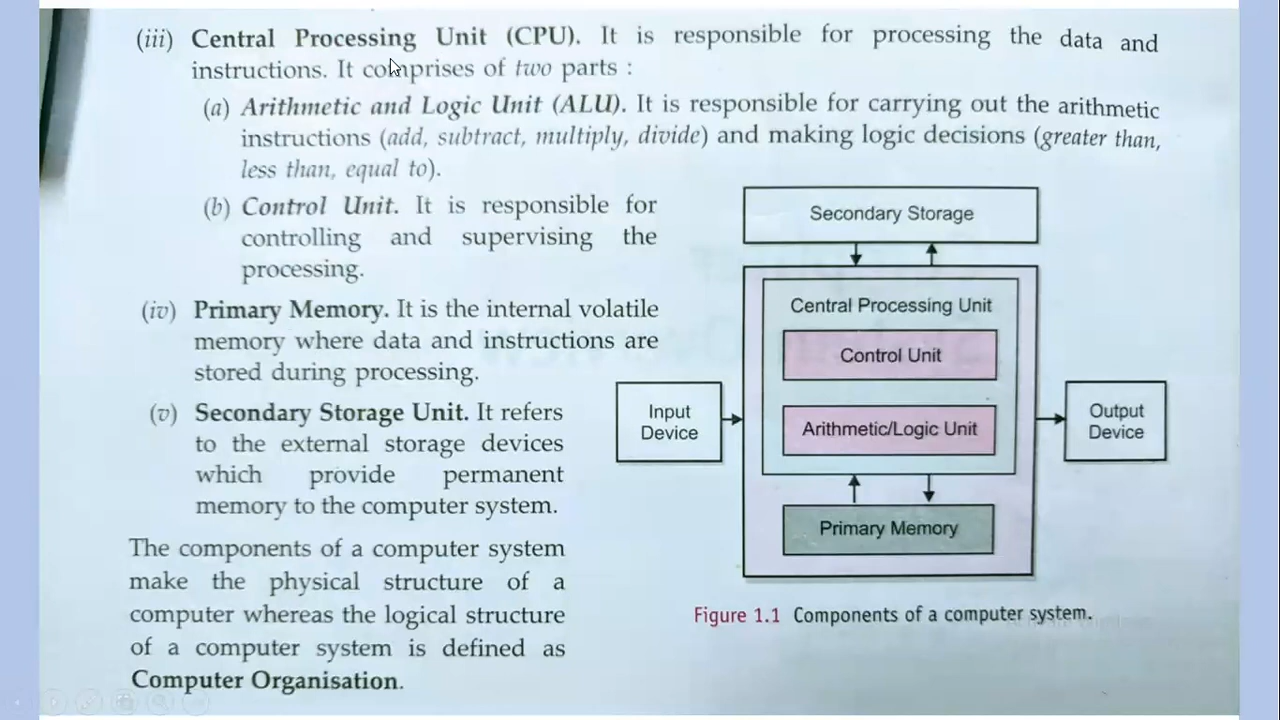 (iii) Central Processing Unit (CPU). It is responsible for processing the data and
instructions. It comprises of two parts :
(a) Arithmetic and Logic Unit (ALU). It is responsible for carrying out the arithmetic
instructions (add, subtract, multiply, divide) and making logic decisions (greater than,
less than, equal to).
(b) Control Unit. It is responsible for
controlling and supervising the
processing.
(iv) Primary Memory. It is the internal volatile
memory where data and instructions are
stored during processing.
(v) Secondary Storage Unit. It refers
to the external storage devices
which provide permanent
memory to the computer system.
The components of a computer system
make the physical structure of a
computer whereas the logical structure
of a computer system is defined as
Computer Organisation.
Secondary Storage
Central Processing Unit
Control Unit
Input
Device
Arithmetic/Logic Unit
Output
Device
Primary Memory
Figure 1.1 Components of a computer system.